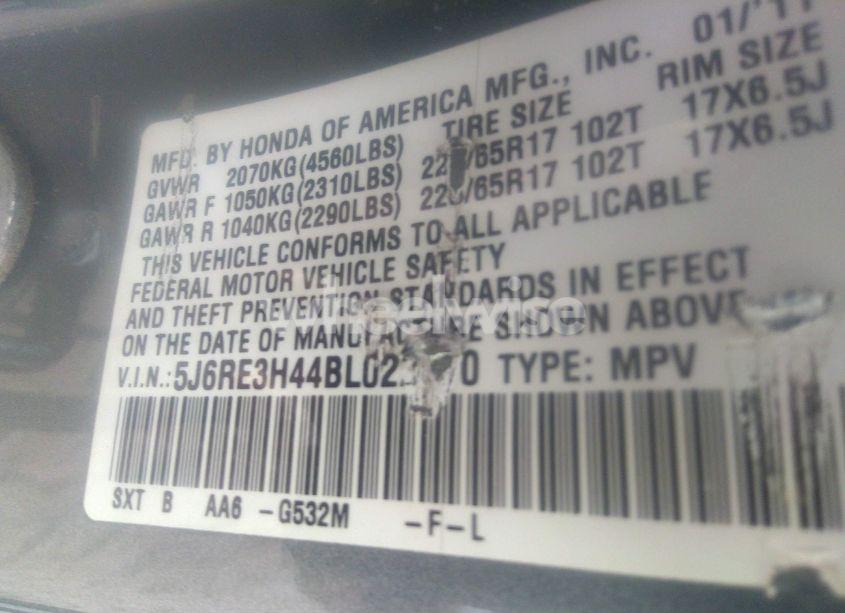 MFD. BY HONDA OF AMERICA MFG., INC. 01/'11
GVWR 2070KG(4560LBS) TIRE SIZE RIM SIZE
GAWR F 1050KG(2310LBS) 102T 17X6.5J
GAWR R 1040KG(2290LBS) 102T 17X6.5J
THIS VEHICLE CONFORMS TO ALL APPLICABLE
FEDERAL MOTOR VEHICLE SAFETY
AND THEFT PREVENTION STANDARDS IN EFFECT
ON THE DATE OF MANUFACTURE SHOWN ABOVE
V.I.N.: TYPE: MPV
SXT B AA6 -G532M -F-L